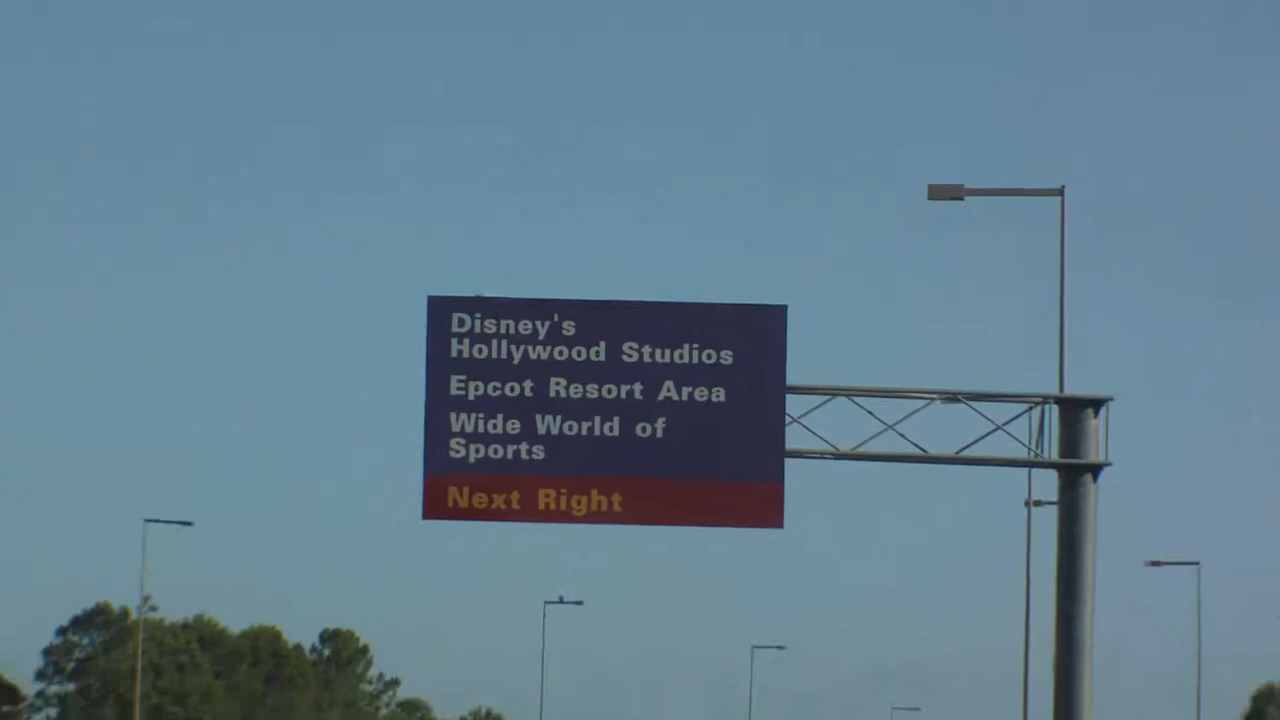 Disney's
Hollywood Studios
Epcot Resort Area
Wide World of
Sports
Next Right